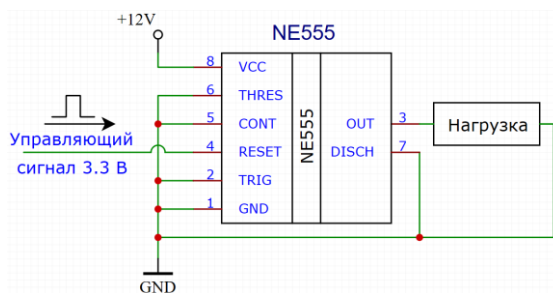 NE555
+12V
8 VCC
6 THRES
5 CONT
4 RESET
2 TRIG
1 GND
NE555
OUT 3
DISCH 7
Нагрузка
Управляющий
сигнал 3.3 В
GND